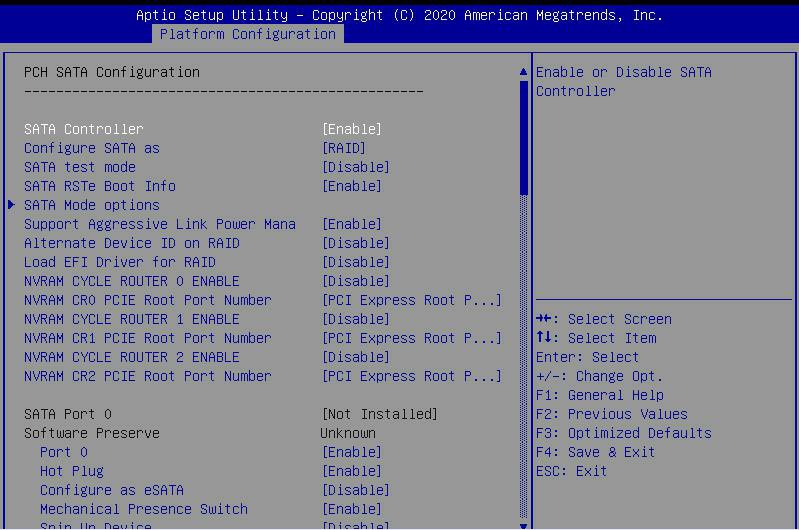 Aptio Setup Utility – Copyright (C) 2020 American Megatrends, Inc.
Platform Configuration
PCH SATA Configuration
--------------------------------------------------
SATA Controller [Enable]
Configure SATA as [RAID]
SATA test mode [Disable]
SATA RSTe Boot Info [Enable]
SATA Mode options
Support Aggressive Link Power Mana [Enable]
Alternate Device ID on RAID [Disable]
Load EFI Driver for RAID [Disable]
NVRAM CYCLE ROUTER 0 ENABLE [Disable]
NVRAM CR0 PCIE Root Port Number [PCI Express Root P...]
NVRAM CYCLE ROUTER 1 ENABLE [Disable]
NVRAM CR1 PCIE Root Port Number [PCI Express Root P...]
NVRAM CYCLE ROUTER 2 ENABLE [Disable]
NVRAM CR2 PCIE Root Port Number [PCI Express Root P...]
SATA Port 0 [Not Installed]
Software Preserve Unknown
Port 0 [Enable]
Hot Plug [Enable]
Configure as eSATA [Disable]
Mechanical Presence Switch [Enable]
Spin Up Device [Disable]
Enable or Disable SATA
Controller
→←: Select Screen
↑↓: Select Item
Enter: Select
+/-: Change Opt.
F1: General Help
F2: Previous Values
F3: Optimized Defaults
F4: Save & Exit
ESC: Exit